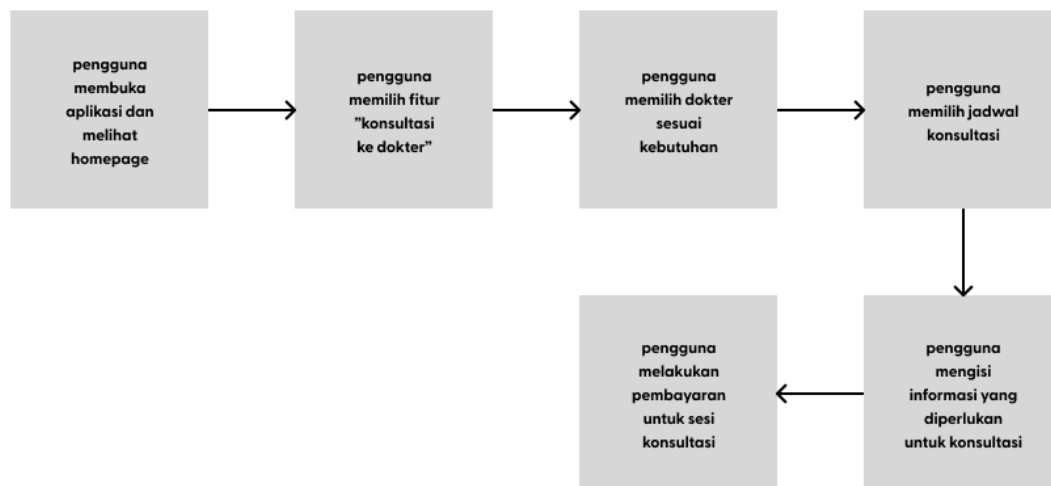 pengguna
membuka
aplikasi dan
melihat
homepage
pengguna
memilih fitur
”konsultasi
ke dokter”
pengguna
memilih dokter
sesuai
kebutuhan
pengguna
memilih jadwal
konsultasi
pengguna
mengisi
informasi yang
diperlukan
untuk konsultasi
pengguna
melakukan
pembayaran
untuk sesi
konsultasi